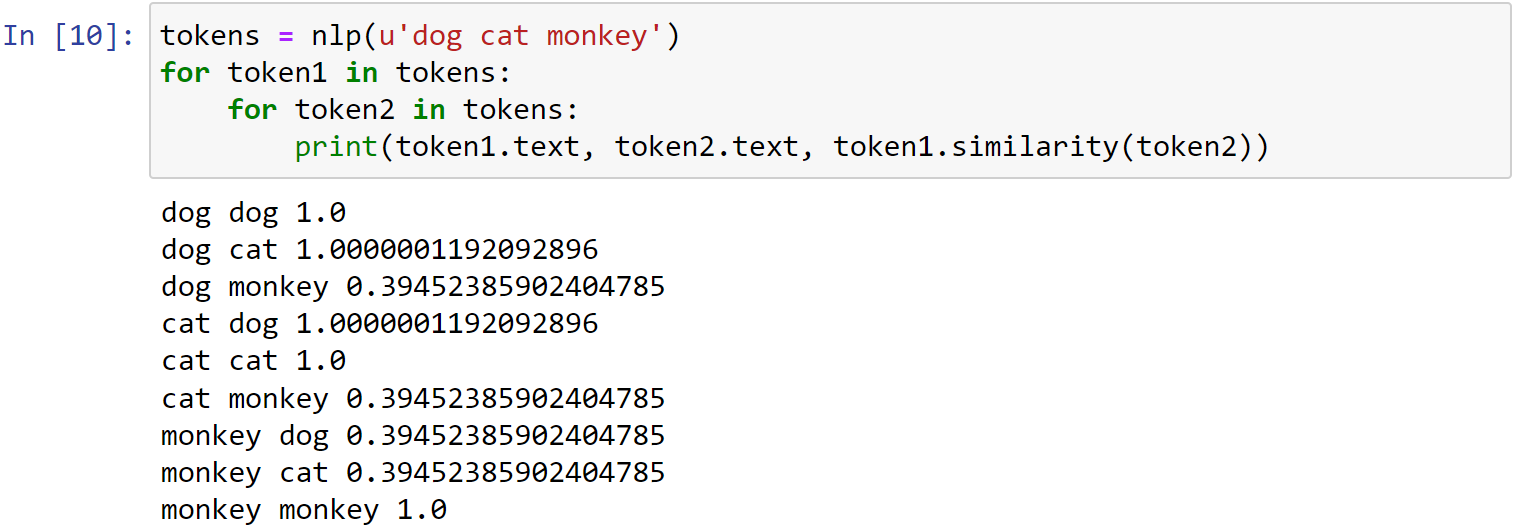 In [10]: tokens = nlp(u'dog cat monkey')
for token1 in tokens:
    for token2 in tokens:
        print(token1.text, token2.text, token1.similarity(token2))
dog dog 1.0
dog cat 1.0000001192092896
dog monkey 0.39452385902404785
cat dog 1.0000001192092896
cat cat 1.0
cat monkey 0.39452385902404785
monkey dog 0.39452385902404785
monkey cat 0.39452385902404785
monkey monkey 1.0